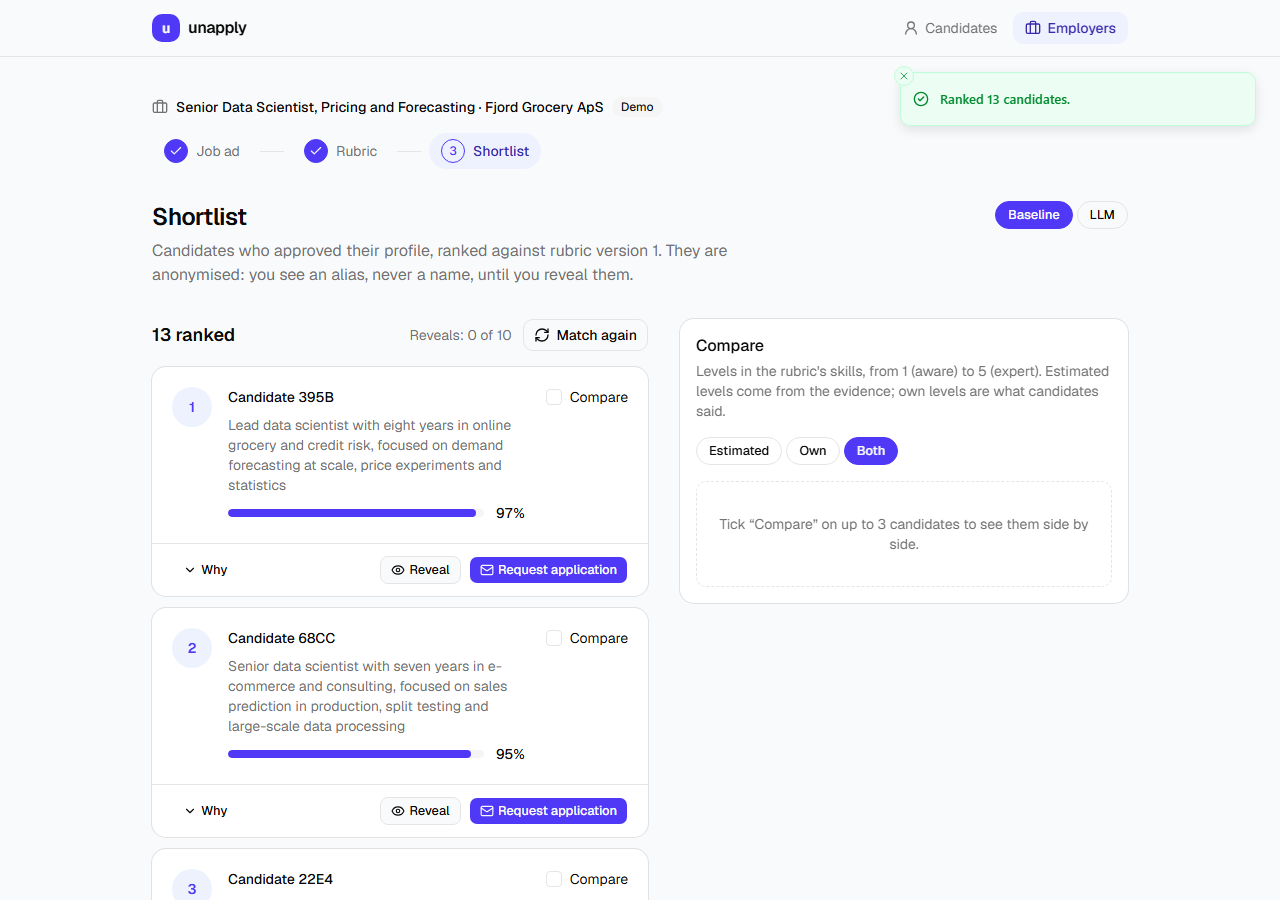 u unapply
Candidates
Employers
Ranked 13 candidates.
Senior Data Scientist, Pricing and Forecasting · Fjord Grocery ApS Demo
Job ad
Rubric
3 Shortlist
Shortlist
Baseline LLM
Candidates who approved their profile, ranked against rubric version 1. They are
anonymised: you see an alias, never a name, until you reveal them.
13 ranked
Reveals: 0 of 10
Match again
1
Candidate 395B
Compare
Lead data scientist with eight years in online
grocery and credit risk, focused on demand
forecasting at scale, price experiments and
statistics
97%
Why
Reveal
Request application
2
Candidate 68CC
Compare
Senior data scientist with seven years in e-
commerce and consulting, focused on sales
prediction in production, split testing and
large-scale data processing
95%
Why
Reveal
Request application
3
Candidate 22E4
Compare
Compare
Levels in the rubric's skills, from 1 (aware) to 5 (expert). Estimated
levels come from the evidence; own levels are what candidates
said.
Estimated Own Both
Tick “Compare” on up to 3 candidates to see them side by
side.